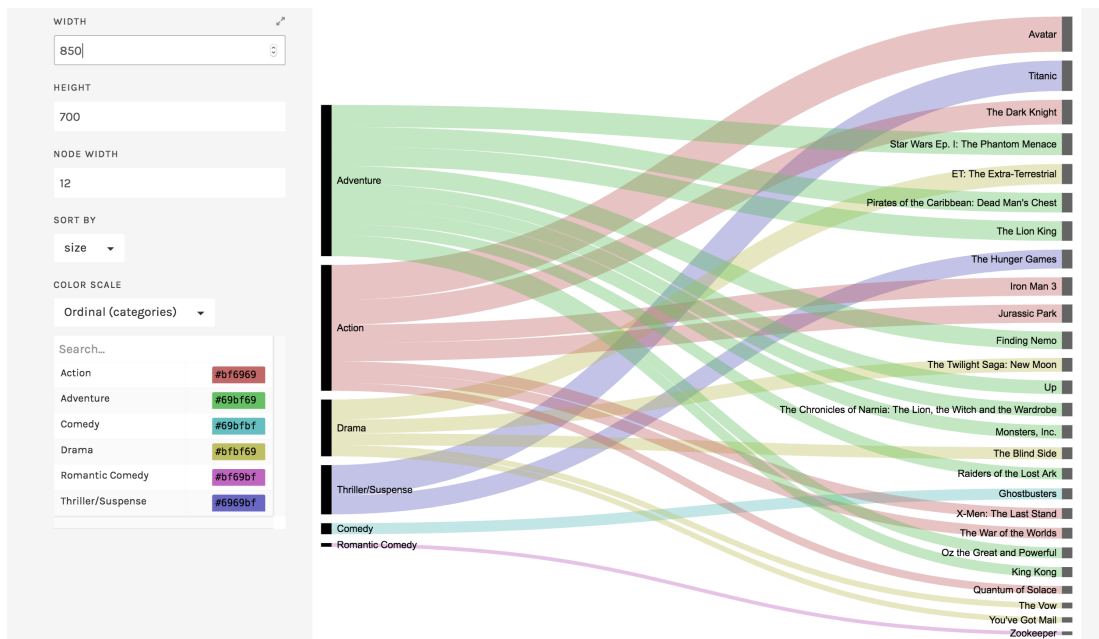 WIDTH
850
HEIGHT
700
NODE WIDTH
12
SORT BY
size
COLOR SCALE
Ordinal (categories)
Search...
Action #bf6969
Adventure #69bf69
Comedy #69bfbf
Drama #bfbf69
Romantic Comedy #bf69bf
Thriller/Suspense #6969bf
Adventure
Action
Drama
Thriller/Suspense
Comedy
Romantic Comedy
Avatar
Titanic
The Dark Knight
Star Wars Ep. I: The Phantom Menace
ET: The Extra-Terrestrial
Pirates of the Caribbean: Dead Man's Chest
The Lion King
The Hunger Games
Iron Man 3
Jurassic Park
Finding Nemo
The Twilight Saga: New Moon
Up
The Chronicles of Narnia: The Lion, the Witch and the Wardrobe
Monsters, Inc.
The Blind Side
Raiders of the Lost Ark
Ghostbusters
X-Men: The Last Stand
The War of the Worlds
Oz the Great and Powerful
King Kong
Quantum of Solace
The Vow
You've Got Mail
Zookeeper